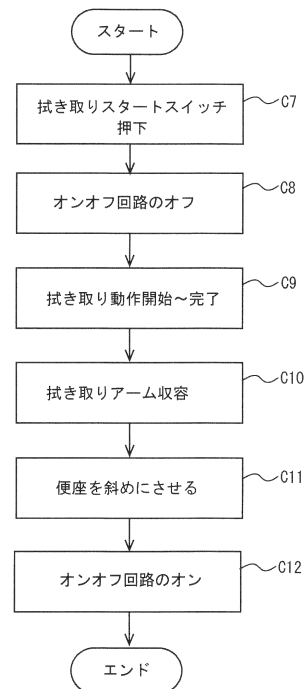 スタート
拭き取りスタートスイッチ
押下
C7
オンオフ回路のオフ
C8
拭き取り動作開始～完了
C9
拭き取りアーム収容
C10
便座を斜めにさせる
C11
オンオフ回路のオン
C12
エンド